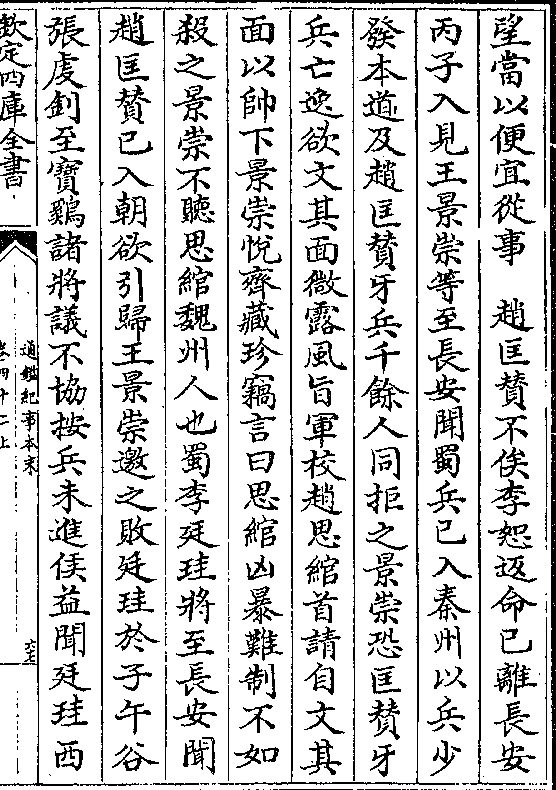 望當以便宜從事　趙匡贊不俟李恕返命已離長安
丙子入見王景崇等至長安聞蜀兵已入秦州以兵少
發本道及趙匡贊牙兵千餘人同拒之景崇恐匡贊牙
兵亡逸欲文其面微露風旨軍校趙思綰首請自文其
面以帥下景崇悅齊藏珍竊言曰思綰凶暴難制不如
殺之景崇不聽思綰魏州人也蜀李廷珪將至長安聞
趙匡贊已入朝欲引歸王景崇邀之敗廷珪於子午谷
張虔釗至寶鷄諸將議不協按兵未進侯益聞廷珪西
欽定四庫全書
通鑑紀事本末
卷四十二上